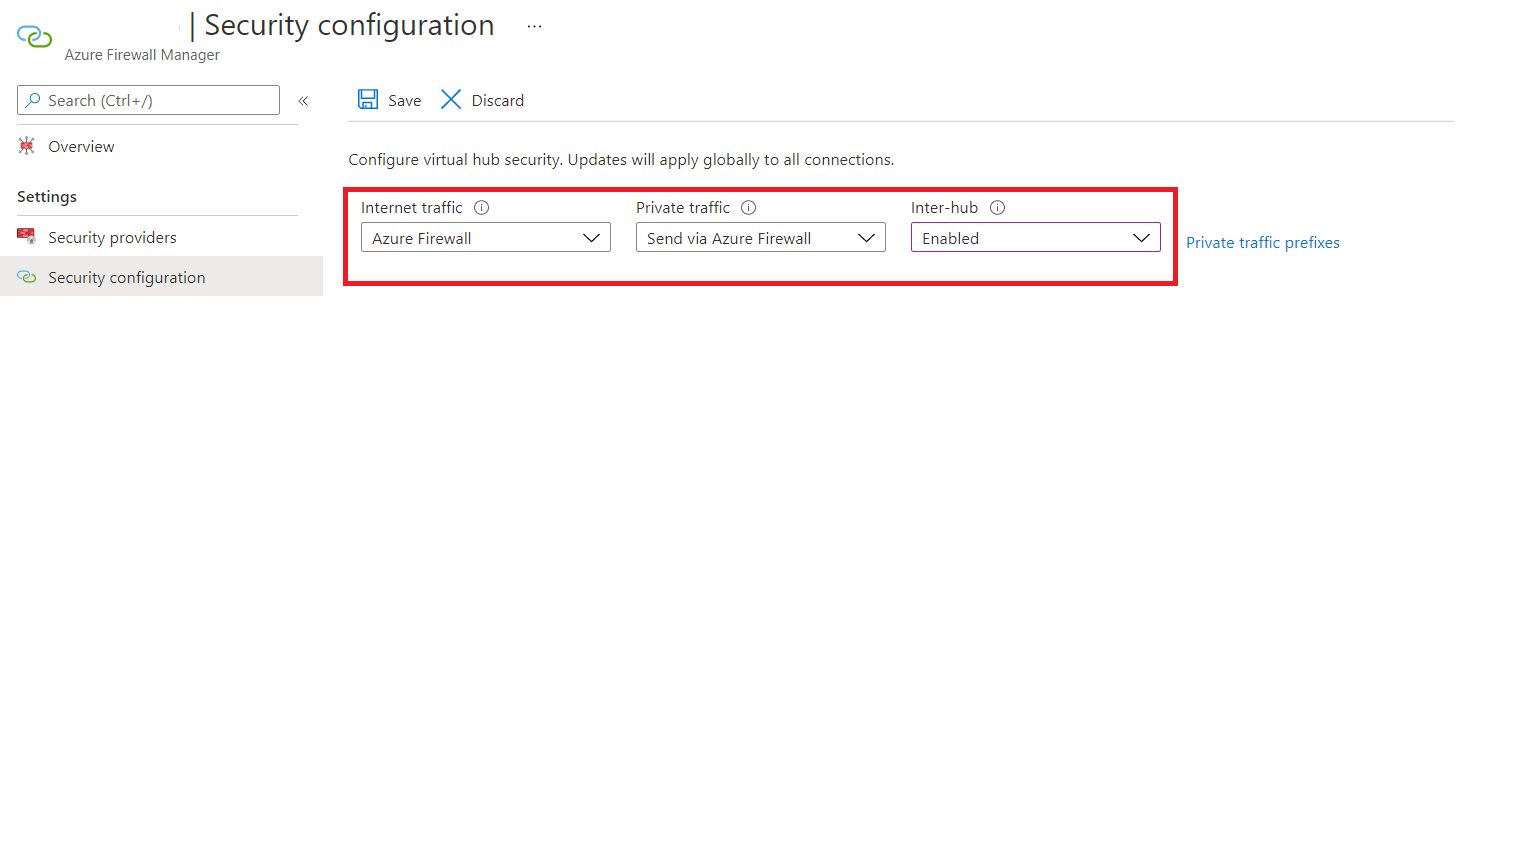 | Security configuration ...
Azure Firewall Manager
Search (Ctrl+/) «
Save Discard
Overview
Configure virtual hub security. Updates will apply globally to all connections.
Settings
Internet traffic Private traffic Inter-hub
Security providers
Azure Firewall Send via Azure Firewall Enabled Private traffic prefixes
Security configuration